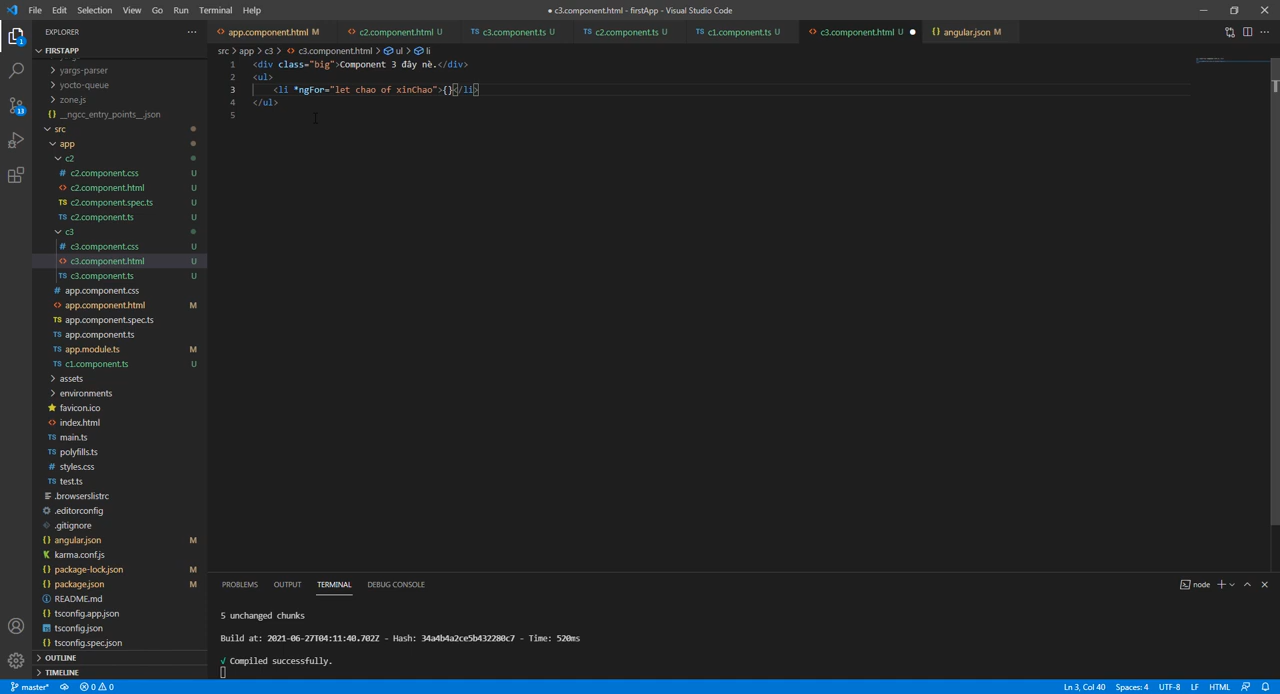 File Edit Selection View Go Run Terminal Help
● c3.component.html - firstApp - Visual Studio Code
EXPLORER
FIRSTAPP
yargs-parser
yocto-queue
zone.js
__ngcc_entry_points__.json
src
app
c2
c2.component.css U
c2.component.html U
c2.component.spec.ts U
c2.component.ts U
c3
c3.component.css U
c3.component.html U
c3.component.ts U
app.component.css
app.component.html M
app.component.spec.ts
app.component.ts
app.module.ts M
c1.component.ts U
assets
environments
favicon.ico
index.html
main.ts
polyfills.ts
styles.css
test.ts
.browserslistrc
.editorconfig
.gitignore
angular.json M
karma.conf.js
package-lock.json M
package.json M
README.md
tsconfig.app.json
tsconfig.json
tsconfig.spec.json
OUTLINE
TIMELINE
app.component.html M c2.component.html U c3.component.ts U c2.component.ts U c1.component.ts U c3.component.html U ● angular.json M
src > app > c3 > c3.component.html > ul > li
1 <div class="big">Component 3 đây nè.</div>
2 <ul>
3 <li *ngFor="let chao of xinChao">{}</li>
4 </ul>
5
PROBLEMS OUTPUT TERMINAL DEBUG CONSOLE
node
5 unchanged chunks
Build at: 2021-06-27T04:11:40.702Z - Hash: 34a4b4a2ce5b432280c7 - Time: 520ms
√ Compiled successfully.
master* 0 0
Ln 3, Col 40 Spaces: 4 UTF-8 LF HTML
1
13